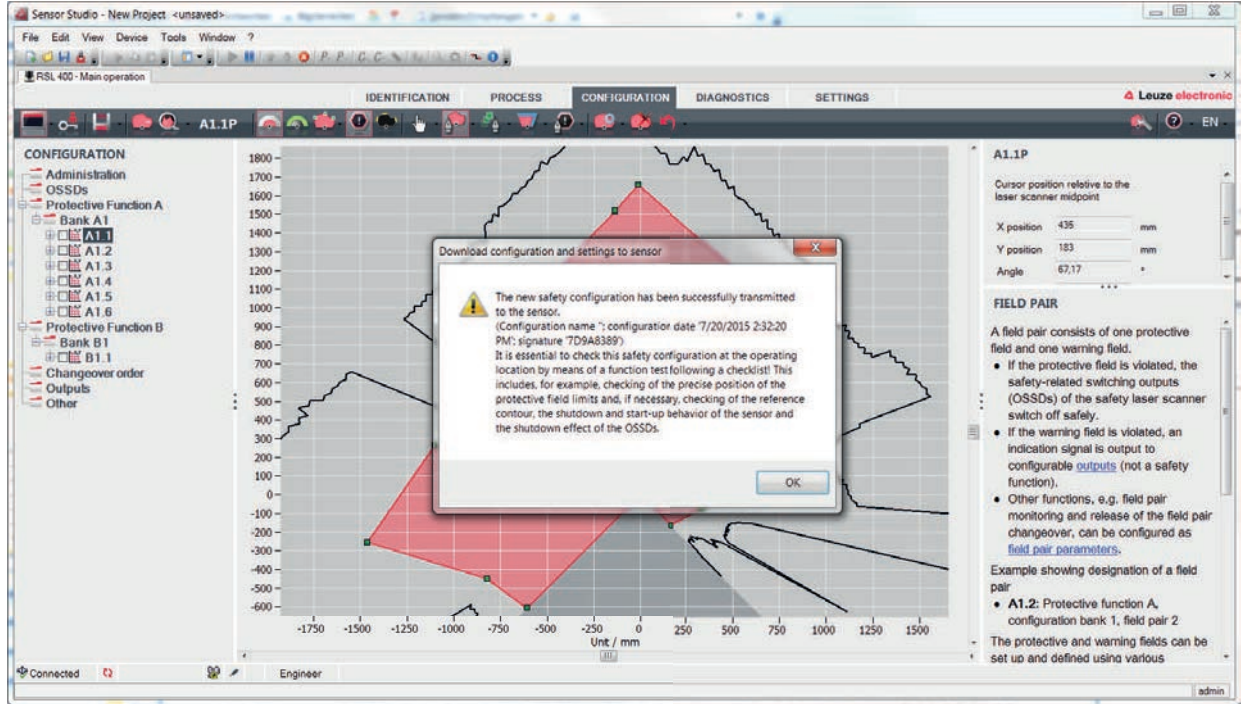 Sensor Studio - New Project <unsaved>
File Edit View Device Tools Window ?
RSL 400 - Main operation
IDENTIFICATION PROCESS CONFIGURATION DIAGNOSTICS SETTINGS
Leuze electronic
A1.1P
EN
CONFIGURATION
Administration
OSSDs
Protective Function A
Bank A1
A1.1
A1.2
A1.3
A1.4
A1.5
A1.6
Protective Function B
Bank B1
B1.1
Changeover order
Outputs
Other
1800
1700
1600
1500
1400
1300
1200
1100
1000
900
800
700
600
500
400
300
200
100
0
-100
-200
-300
-400
-500
-600
-1750 -1500 -1250 -1000 -750 -500 -250 0 250 500 750 1000 1250 1500
Unt / mm
Download configuration and settings to sensor
The new safety configuration has been successfully transmitted
to the sensor.
(Configuration name ''; configuration date '7/20/2015 2:32:20
PM'; signature '7D9A8389')
It is essential to check this safety configuration at the operating
location by means of a function test following a checklist! This
includes, for example, checking of the precise position of the
protective field limits and, if necessary, checking of the reference
contour, the shutdown and start-up behavior of the sensor and
the shutdown effect of the OSSDs.
OK
A1.1P
Cursor position relative to the
laser scanner midpoint
X position 435 mm
Y position 183 mm
Angle 67,17 °
FIELD PAIR
A field pair consists of one protective
field and one warning field.
• If the protective field is violated, the
safety-related switching outputs
(OSSDs) of the safety laser scanner
switch off safely.
• If the warning field is violated, an
indication signal is output to
configurable outputs (not a safety
function).
• Other functions, e.g. field pair
monitoring and release of the field pair
changeover, can be configured as
field pair parameters.
Example showing designation of a field
pair
• A1.2: Protective function A,
configuration bank 1, field pair 2
The protective and warning fields can be
set up and defined using various
Connected
Engineer
admin